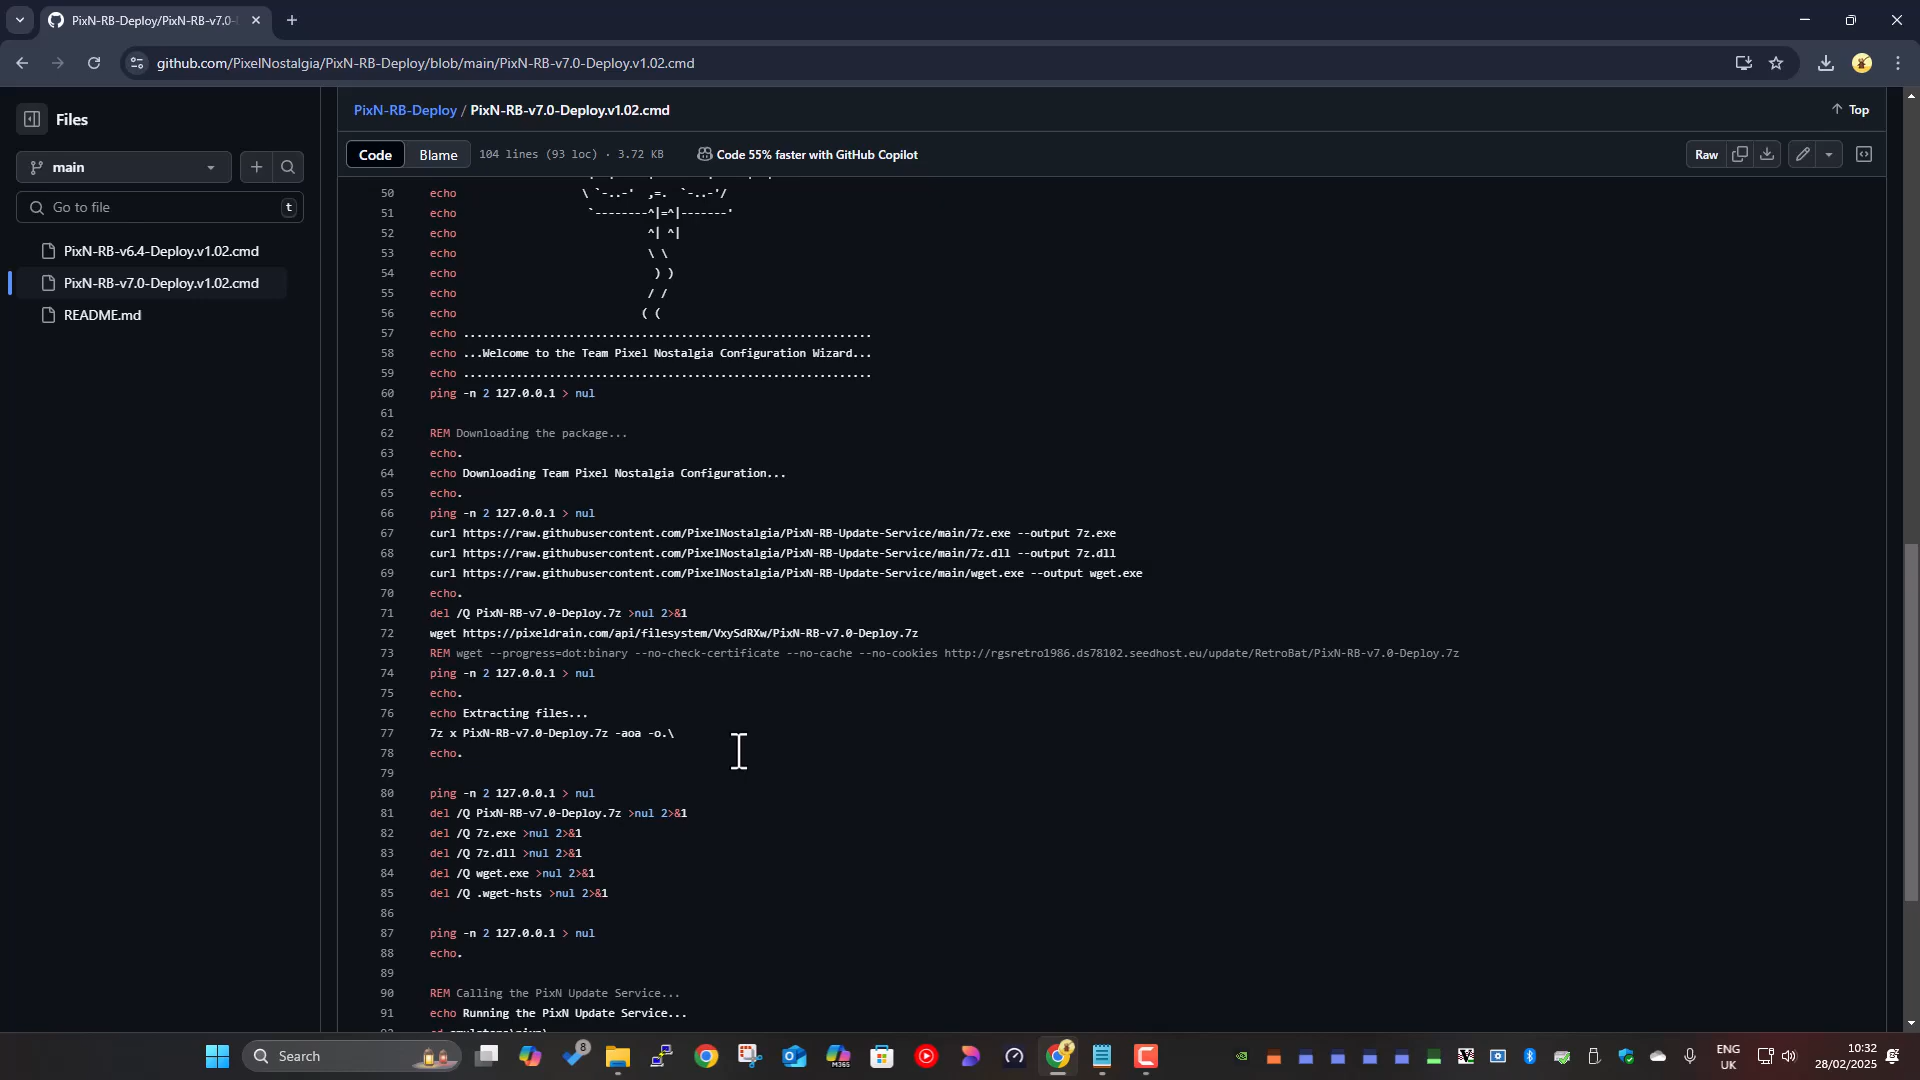 PixN-RB-Deploy/PixN-RB-v7.0-
github.com/PixelNostalgia/PixN-RB-Deploy/blob/main/PixN-RB-v7.0-Deploy.v1.02.cmd
Files
main
Go to file
t
PixN-RB-v6.4-Deploy.v1.02.cmd
PixN-RB-v7.0-Deploy.v1.02.cmd
README.md
PixN-RB-Deploy / PixN-RB-v7.0-Deploy.v1.02.cmd
Top
Code
Blame
104 lines (93 loc) · 3.72 KB
Code 55% faster with GitHub Copilot
Raw
50 echo \ `-..-' ,=. `-..-'/
51 echo `--------^|=^|-------'
52 echo ^| ^|
53 echo \ \
54 echo ) )
55 echo / /
56 echo ( (
57 echo ..............................................................
58 echo ...Welcome to the Team Pixel Nostalgia Configuration Wizard...
59 echo ..............................................................
60 ping -n 2 127.0.0.1 > nul
61
62 REM Downloading the package...
63 echo.
64 echo Downloading Team Pixel Nostalgia Configuration...
65 echo.
66 ping -n 2 127.0.0.1 > nul
67 curl https://raw.githubusercontent.com/PixelNostalgia/PixN-RB-Update-Service/main/7z.exe --output 7z.exe
68 curl https://raw.githubusercontent.com/PixelNostalgia/PixN-RB-Update-Service/main/7z.dll --output 7z.dll
69 curl https://raw.githubusercontent.com/PixelNostalgia/PixN-RB-Update-Service/main/wget.exe --output wget.exe
70 echo.
71 del /Q PixN-RB-v7.0-Deploy.7z >nul 2>&1
72 wget https://pixeldrain.com/api/filesystem/VxySdRXw/PixN-RB-v7.0-Deploy.7z
73 REM wget --progress=dot:binary --no-check-certificate --no-cache --no-cookies http://rgsretro1986.ds78102.seedhost.eu/update/RetroBat/PixN-RB-v7.0-Deploy.7z
74 ping -n 2 127.0.0.1 > nul
75 echo.
76 echo Extracting files...
77 7z x PixN-RB-v7.0-Deploy.7z -aoa -o.\
78 echo.
79
80 ping -n 2 127.0.0.1 > nul
81 del /Q PixN-RB-v7.0-Deploy.7z >nul 2>&1
82 del /Q 7z.exe >nul 2>&1
83 del /Q 7z.dll >nul 2>&1
84 del /Q wget.exe >nul 2>&1
85 del /Q .wget-hsts >nul 2>&1
86
87 ping -n 2 127.0.0.1 > nul
88 echo.
89
90 REM Calling the PixN Update Service...
91 echo Running the PixN Update Service...
Search
8
M365
ENG
UK
10:32
28/02/2025